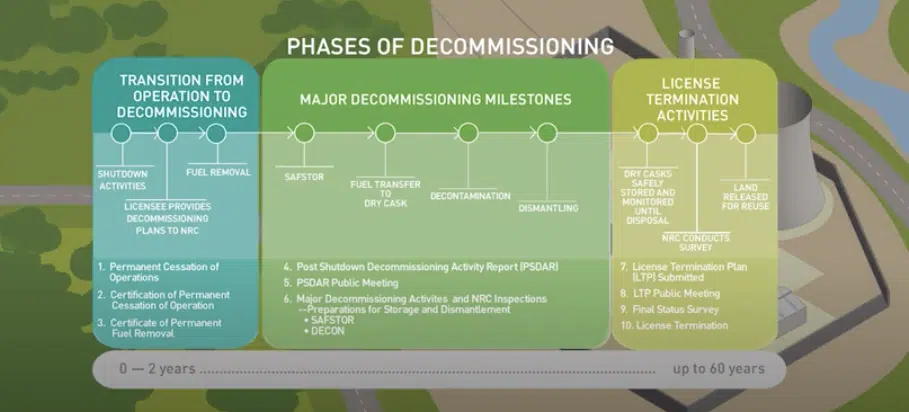 PHASES OF DECOMMISSIONING
TRANSITION FROM
OPERATION TO
DECOMMISSIONING
SHUTDOWN
ACTIVITIES
LICENSEE PROVIDES
DECOMMISSIONING
PLANS TO NRC
FUEL REMOVAL
1. Permanent Cessation of
Operations
2. Certification of Permanent
Cessation of Operation
3. Certificate of Permanent
Fuel Removal
MAJOR DECOMMISSIONING MILESTONES
SAFSTOR
FUEL TRANSFER
TO
DRY CASK
DECONTAMINATION
DISMANTLING
4. Post Shutdown Decommissioning Activity Report (PSDAR)
5. PSDAR Public Meeting
6. Major Decommissioning Activites and NRC Inspections
--Preparations for Storage and Dismantlement
• SAFSTOR
• DECON
LICENSE
TERMINATION
ACTIVITIES
DRY CASKS
SAFELY
STORED AND
MONITORED
UNTIL
DISPOSAL
NRC CONDUCTS
SURVEY
LAND
RELEASED
FOR REUSE
7. License Termination Plan
(LTP) Submitted
8. LTP Public Meeting
9. Final Status Survey
10. License Termination
0 — 2 years ........................................................................ up to 60 years